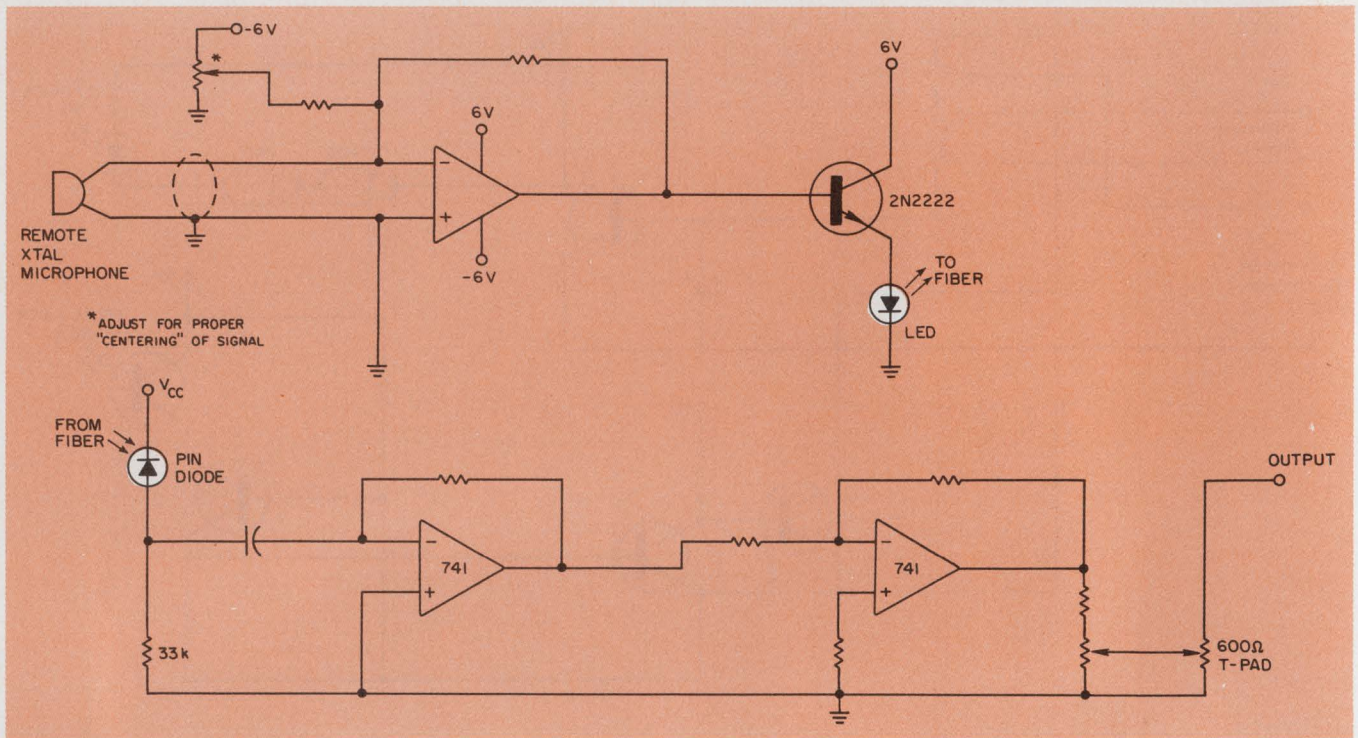 -6V
*
6V
6V
-
+
2N2222
-6V
REMOTE
XTAL
MICROPHONE
TO
FIBER
LED
*ADJUST FOR PROPER
"CENTERING" OF SIGNAL
VCC
FROM
FIBER
PIN
DIODE
OUTPUT
-
741
+
-
741
+
33k
600Ω
T-PAD